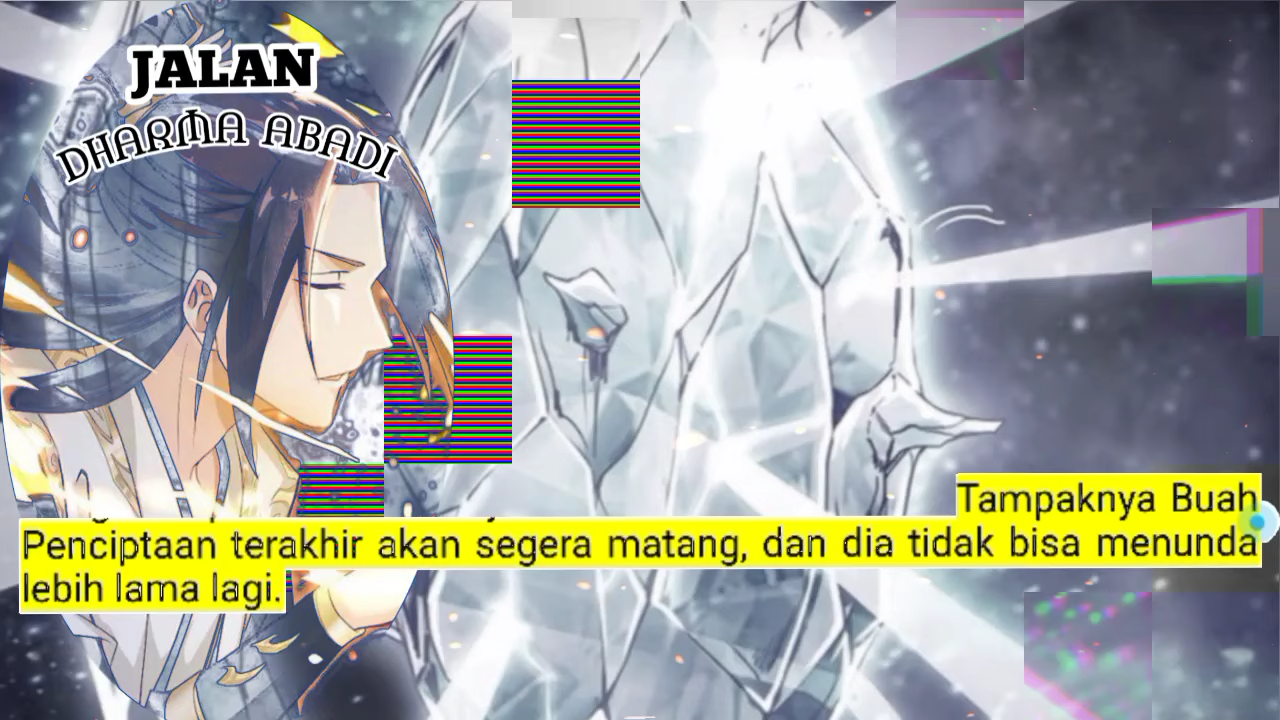 JALAN
DHARMA ABADI
Tampaknya Buah
Penciptaan terakhir akan segera matang, dan dia tidak bisa menunda
lebih lama lagi.